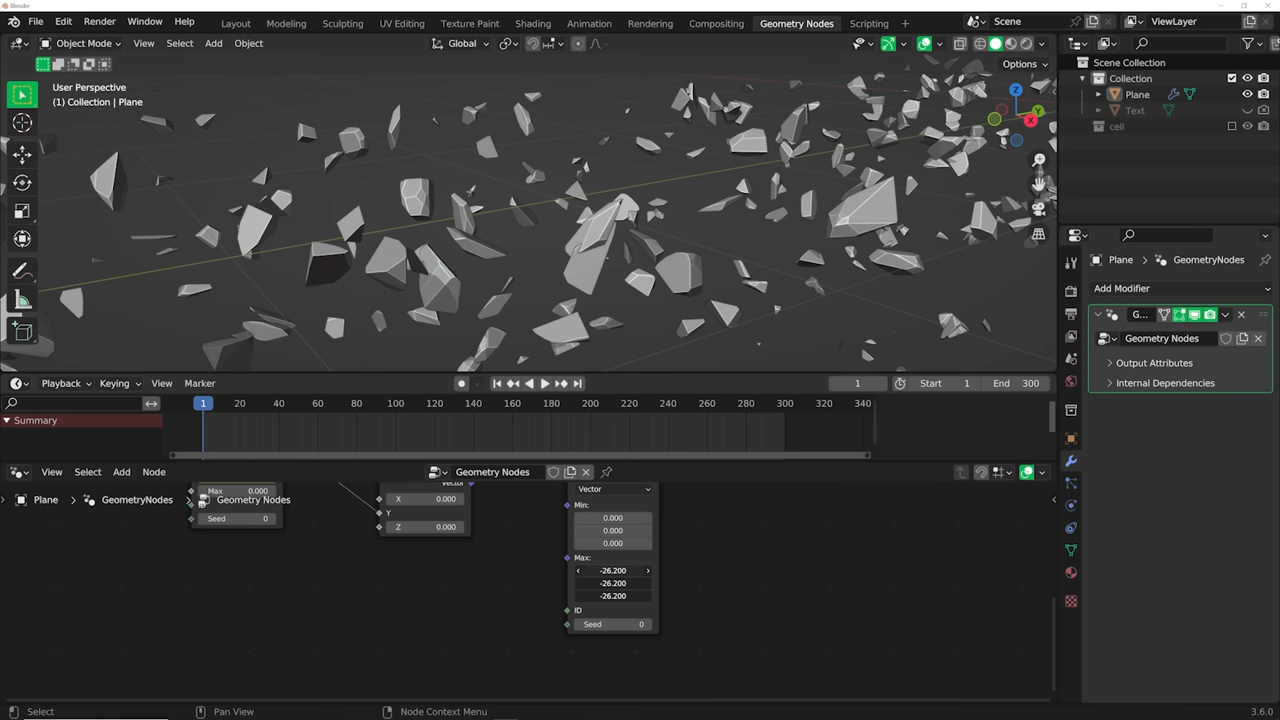 Blender
File Edit Render Window Help Layout Modeling Sculpting UV Editing Texture Paint Shading Animation Rendering Compositing Geometry Nodes Scripting + Scene ViewLayer
Object Mode View Select Add Object Global
Options
User Perspective
(1) Collection | Plane
Z
Y
X
Scene Collection
Collection
Plane
Text
cell
Plane GeometryNodes
Add Modifier
G...
Geometry Nodes
Output Attributes
Internal Dependencies
Playback Keying View Marker 1 Start 1 End 300
1 20 40 60 80 100 120 140 160 180 200 220 240 260 280 300 320 340
Summary
View Select Add Node Geometry Nodes
Plane GeometryNodes Geometry Nodes
Max 0.000
ID
Seed 0
Vector
X 0.000
Y
Z 0.000
Vector
Min:
0.000
0.000
0.000
Max:
-26.200
-26.200
-26.200
ID
Seed 0
Select Pan View Node Context Menu 3.6.0